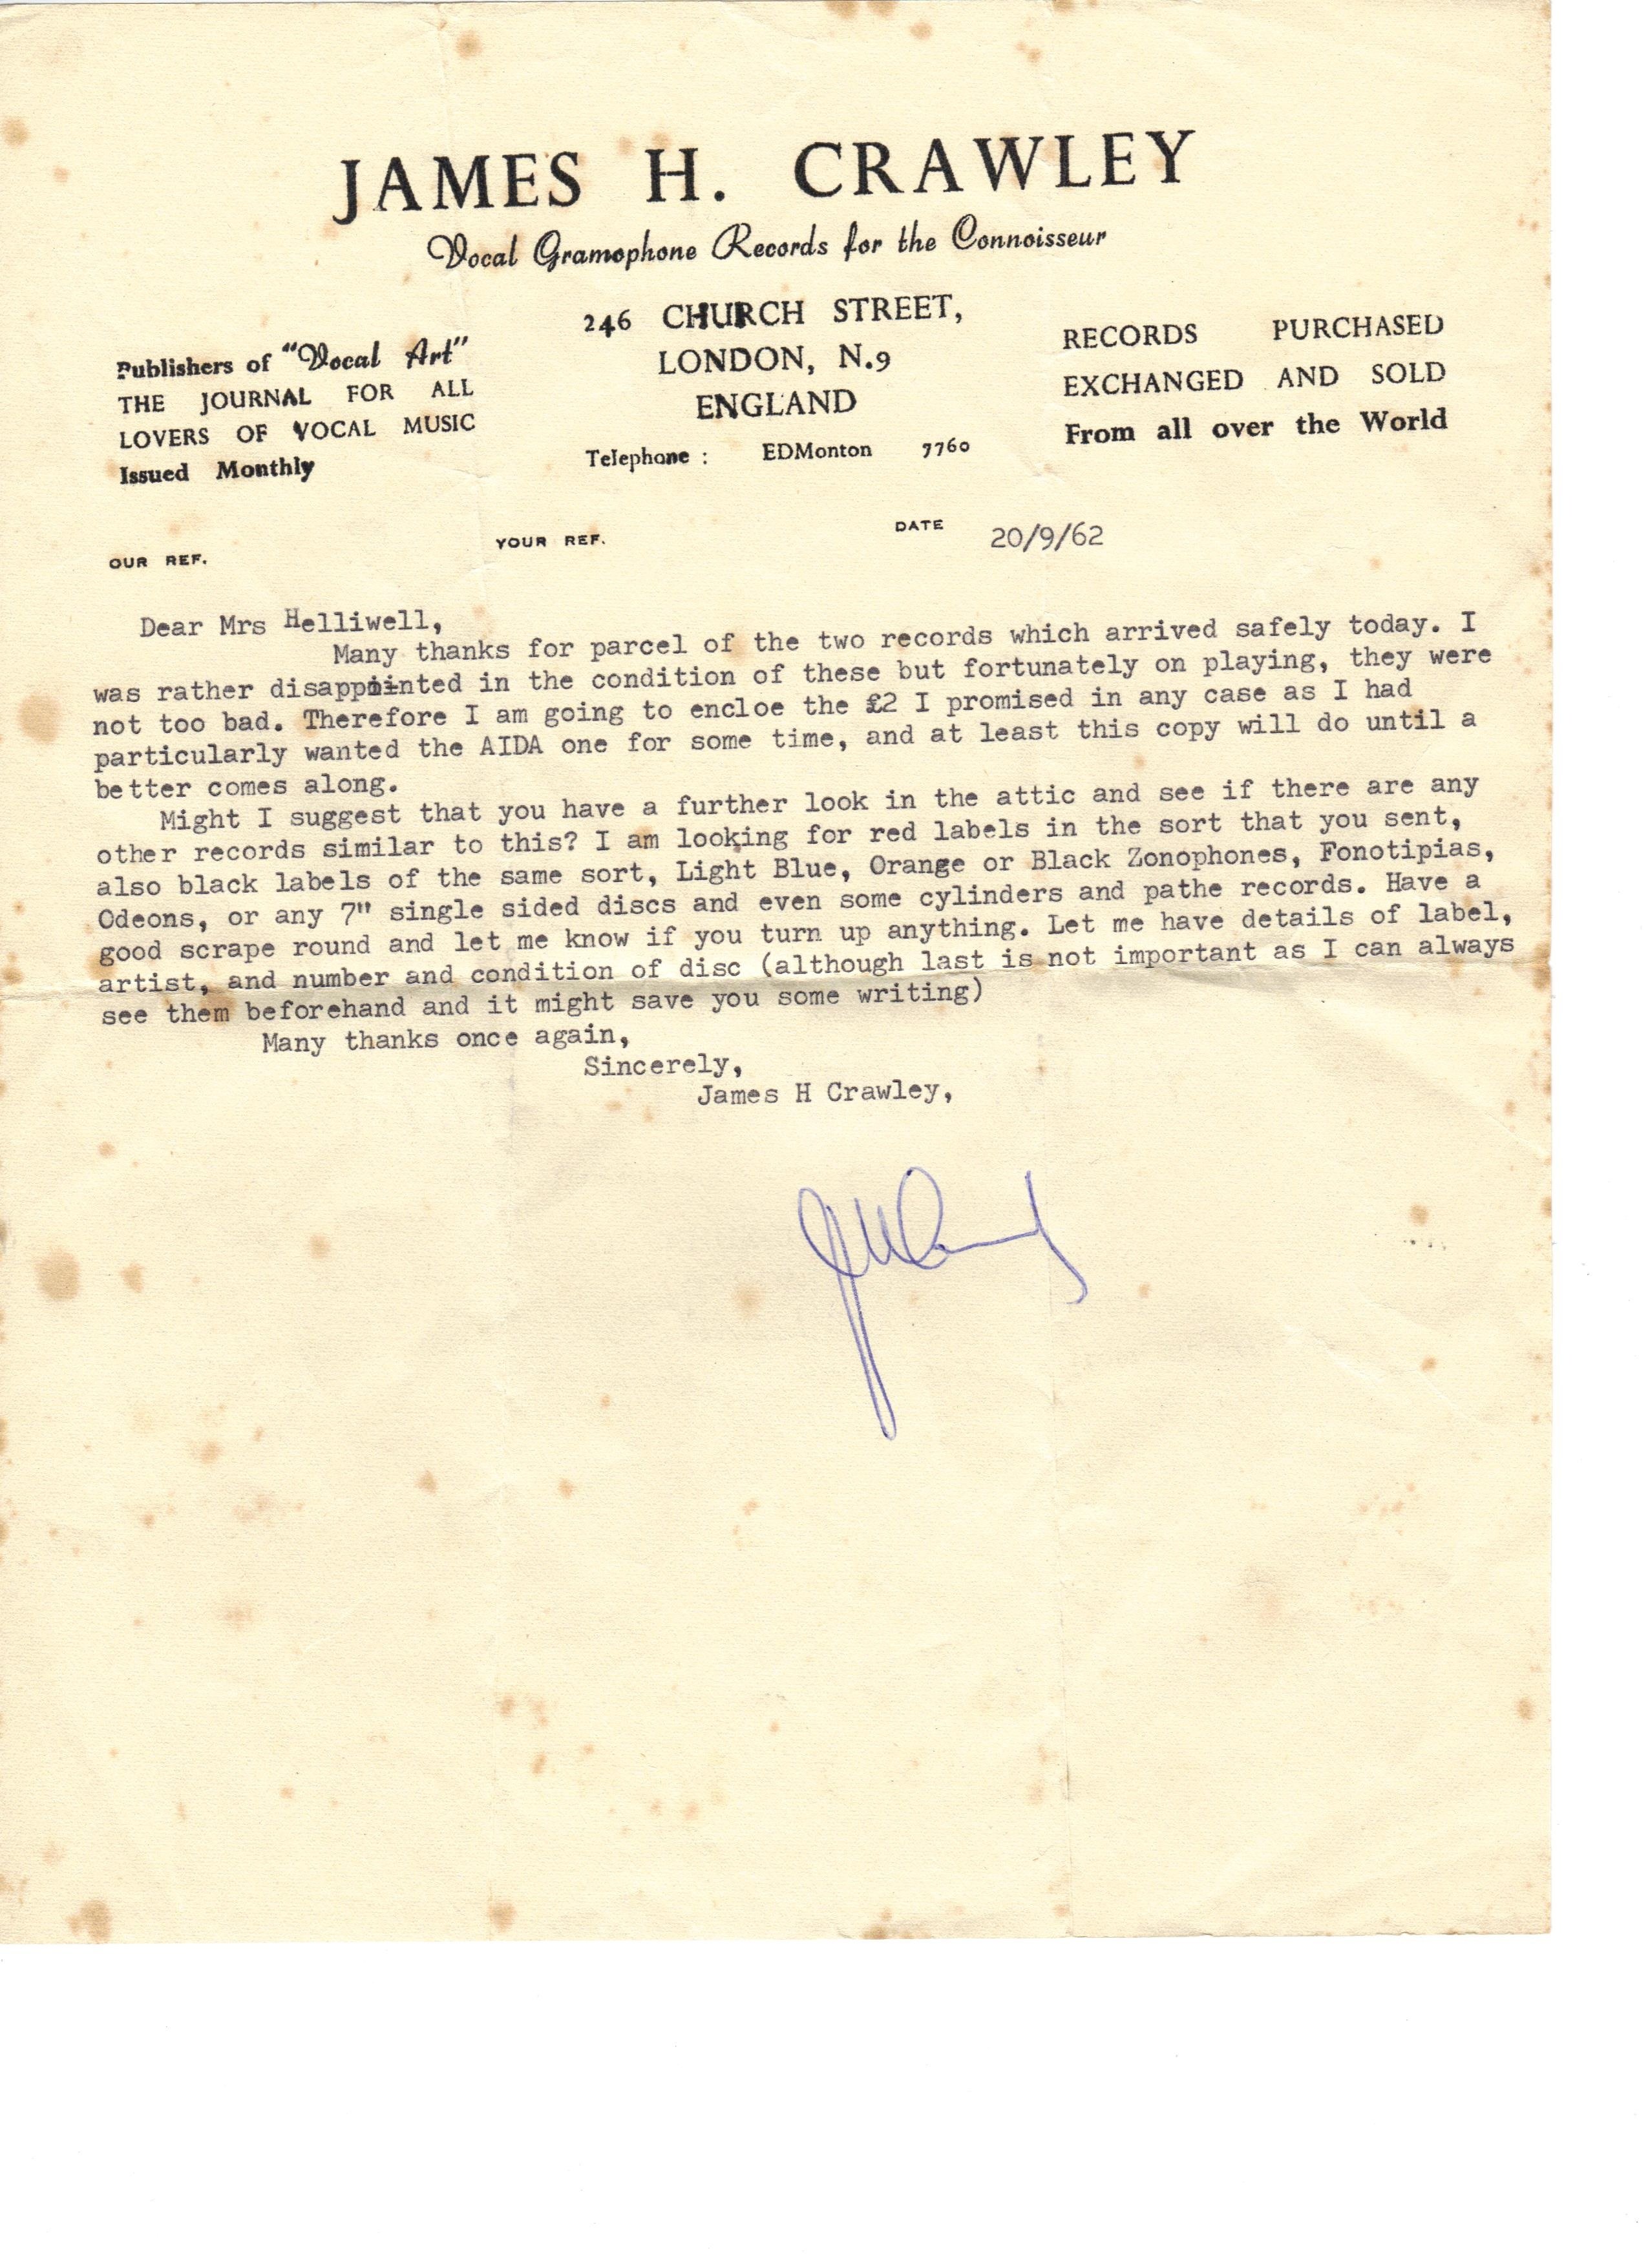 JAMES H. CRAWLEY
Vocal Gramophone Records for the Connoisseur
Publishers of "Vocal Art"
THE JOURNAL FOR ALL
LOVERS OF VOCAL MUSIC
Issued Monthly
246 CHURCH STREET,
LONDON, N.9
ENGLAND
Telephone : EDMonton 7760
RECORDS PURCHASED
EXCHANGED AND SOLD
From all over the World
OUR REF.
YOUR REF.
DATE 20/9/62
Dear Mrs Helliwell,
Many thanks for parcel of the two records which arrived safely today. I
was rather disappointed in the condition of these but fortunately on playing, they were
not too bad. Therefore I am going to encloe the £2 I promised in any case as I had
particularly wanted the AIDA one for some time, and at least this copy will do until a
better comes along.
Might I suggest that you have a further look in the attic and see if there are any
other records similar to this? I am looking for red labels in the sort that you sent,
also black labels of the same sort, Light Blue, Orange or Black Zonophones, Fonotipias,
Odeons, or any 7" single sided discs and even some cylinders and pathe records. Have a
good scrape round and let me know if you turn up anything. Let me have details of label,
artist, and number and condition of disc (although last is not important as I can always
see them beforehand and it might save you some writing)
Many thanks once again,
Sincerely,
James H Crawley,